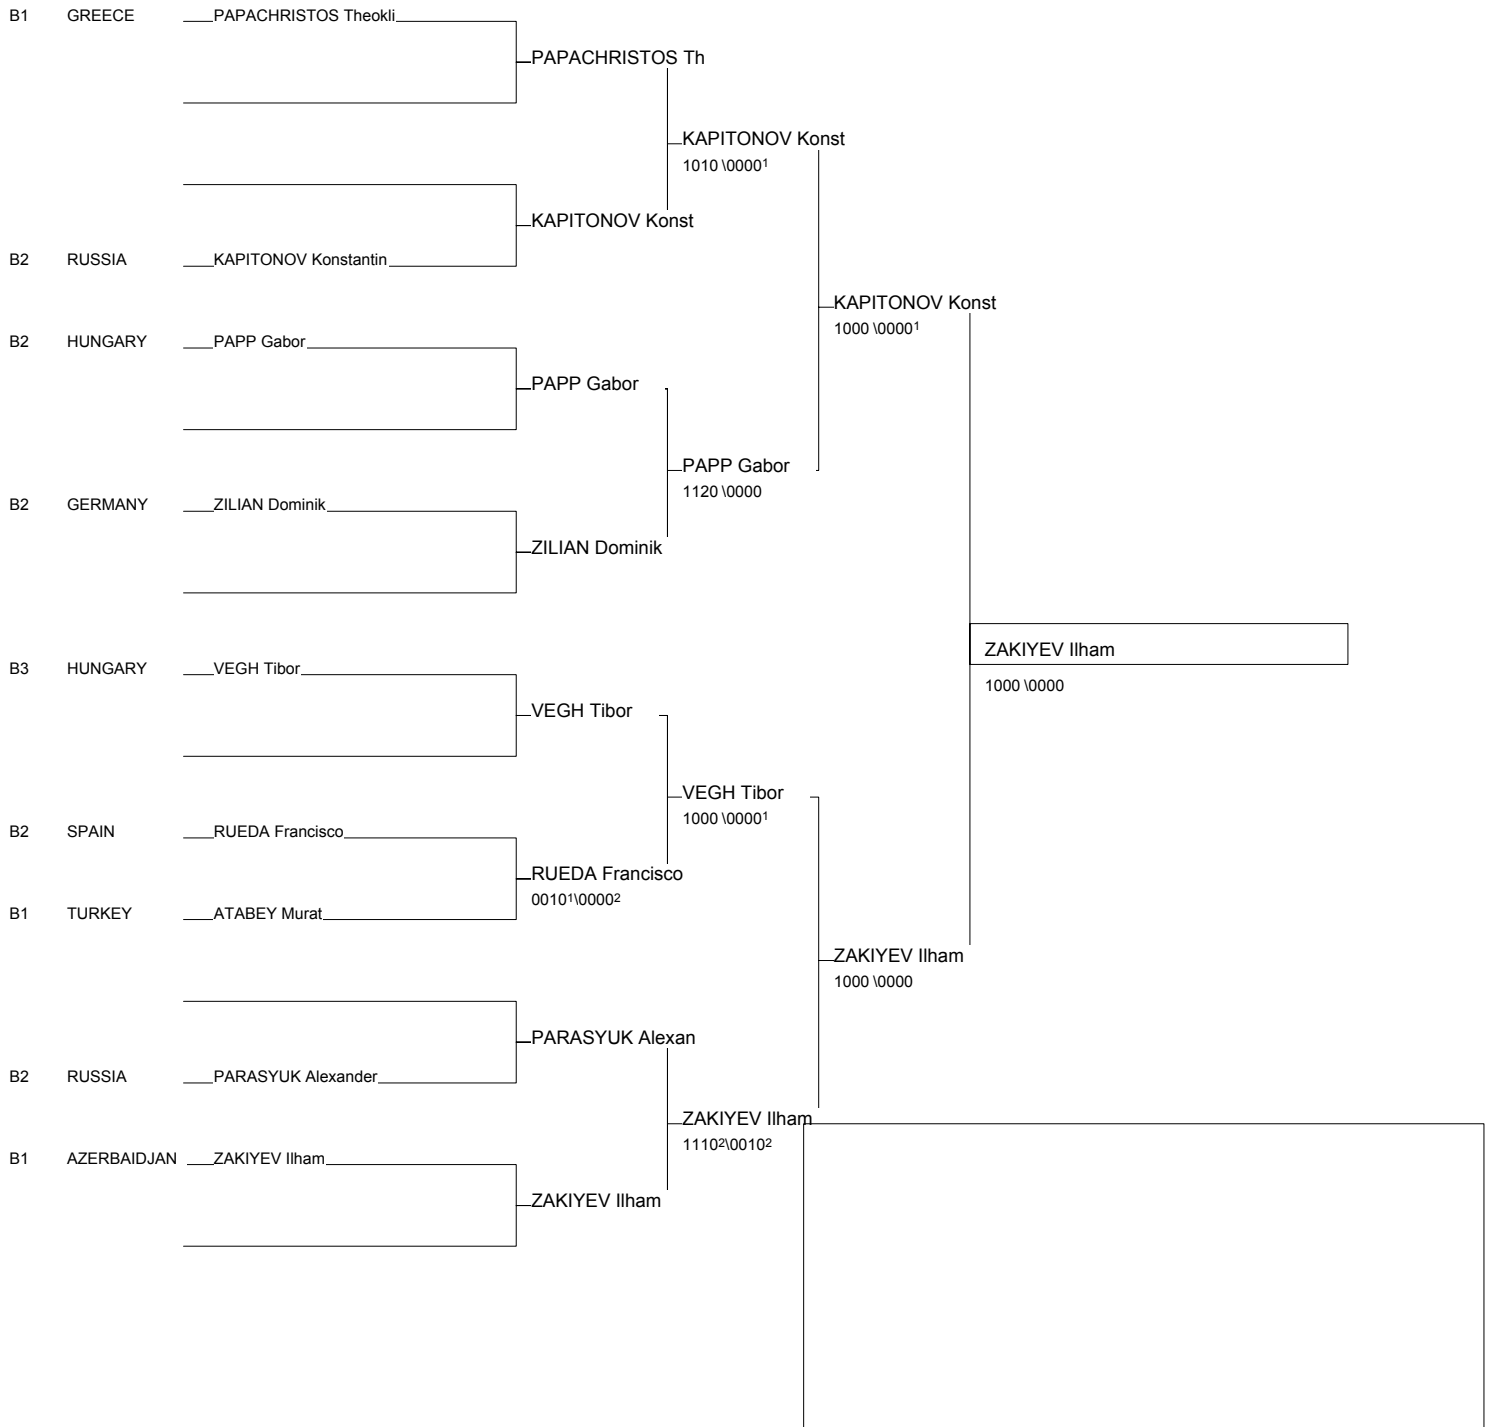 B1 GREECE PAPACHRISTOS Theokli
PAPACHRISTOS Th
KAPITONOV Konst
1010 \0000¹
KAPITONOV Konst
B2 RUSSIA KAPITONOV Konstantin
KAPITONOV Konst
1000 \0000¹
B2 HUNGARY PAPP Gabor
PAPP Gabor
PAPP Gabor
1120 \0000
B2 GERMANY ZILIAN Dominik
ZILIAN Dominik
ZAKIYEV Ilham
1000 \0000
B3 HUNGARY VEGH Tibor
VEGH Tibor
VEGH Tibor
1000 \0000¹
B2 SPAIN RUEDA Francisco
RUEDA Francisco
0010¹\0000²
B1 TURKEY ATABEY Murat
ZAKIYEV Ilham
1000 \0000
PARASYUK Alexan
B2 RUSSIA PARASYUK Alexander
ZAKIYEV Ilham
1110²\0010²
B1 AZERBAIDJAN ZAKIYEV Ilham
ZAKIYEV Ilham